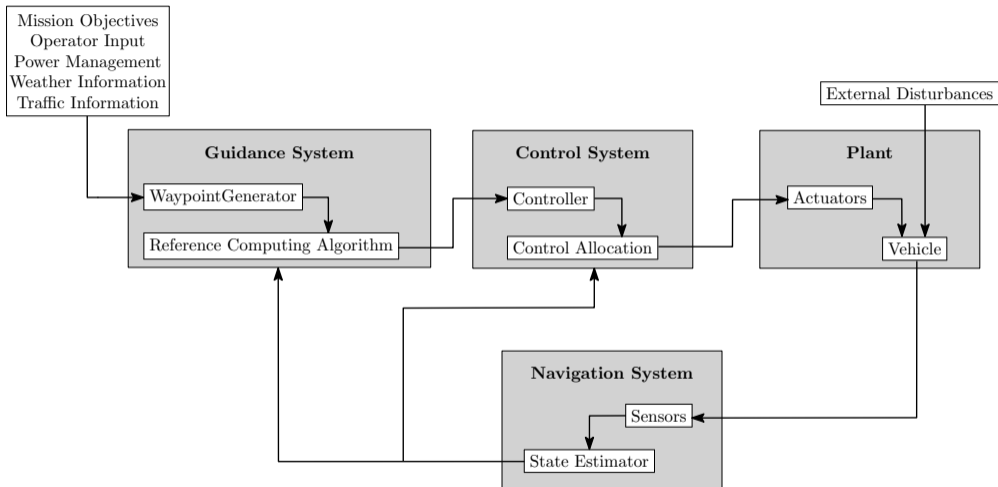 Mission Objectives
Operator Input
Power Management
Weather Information
Traffic Information
External Disturbances
Guidance System
WaypointGenerator
Reference Computing Algorithm
Control System
Controller
Control Allocation
Plant
Actuators
Vehicle
Navigation System
Sensors
State Estimator